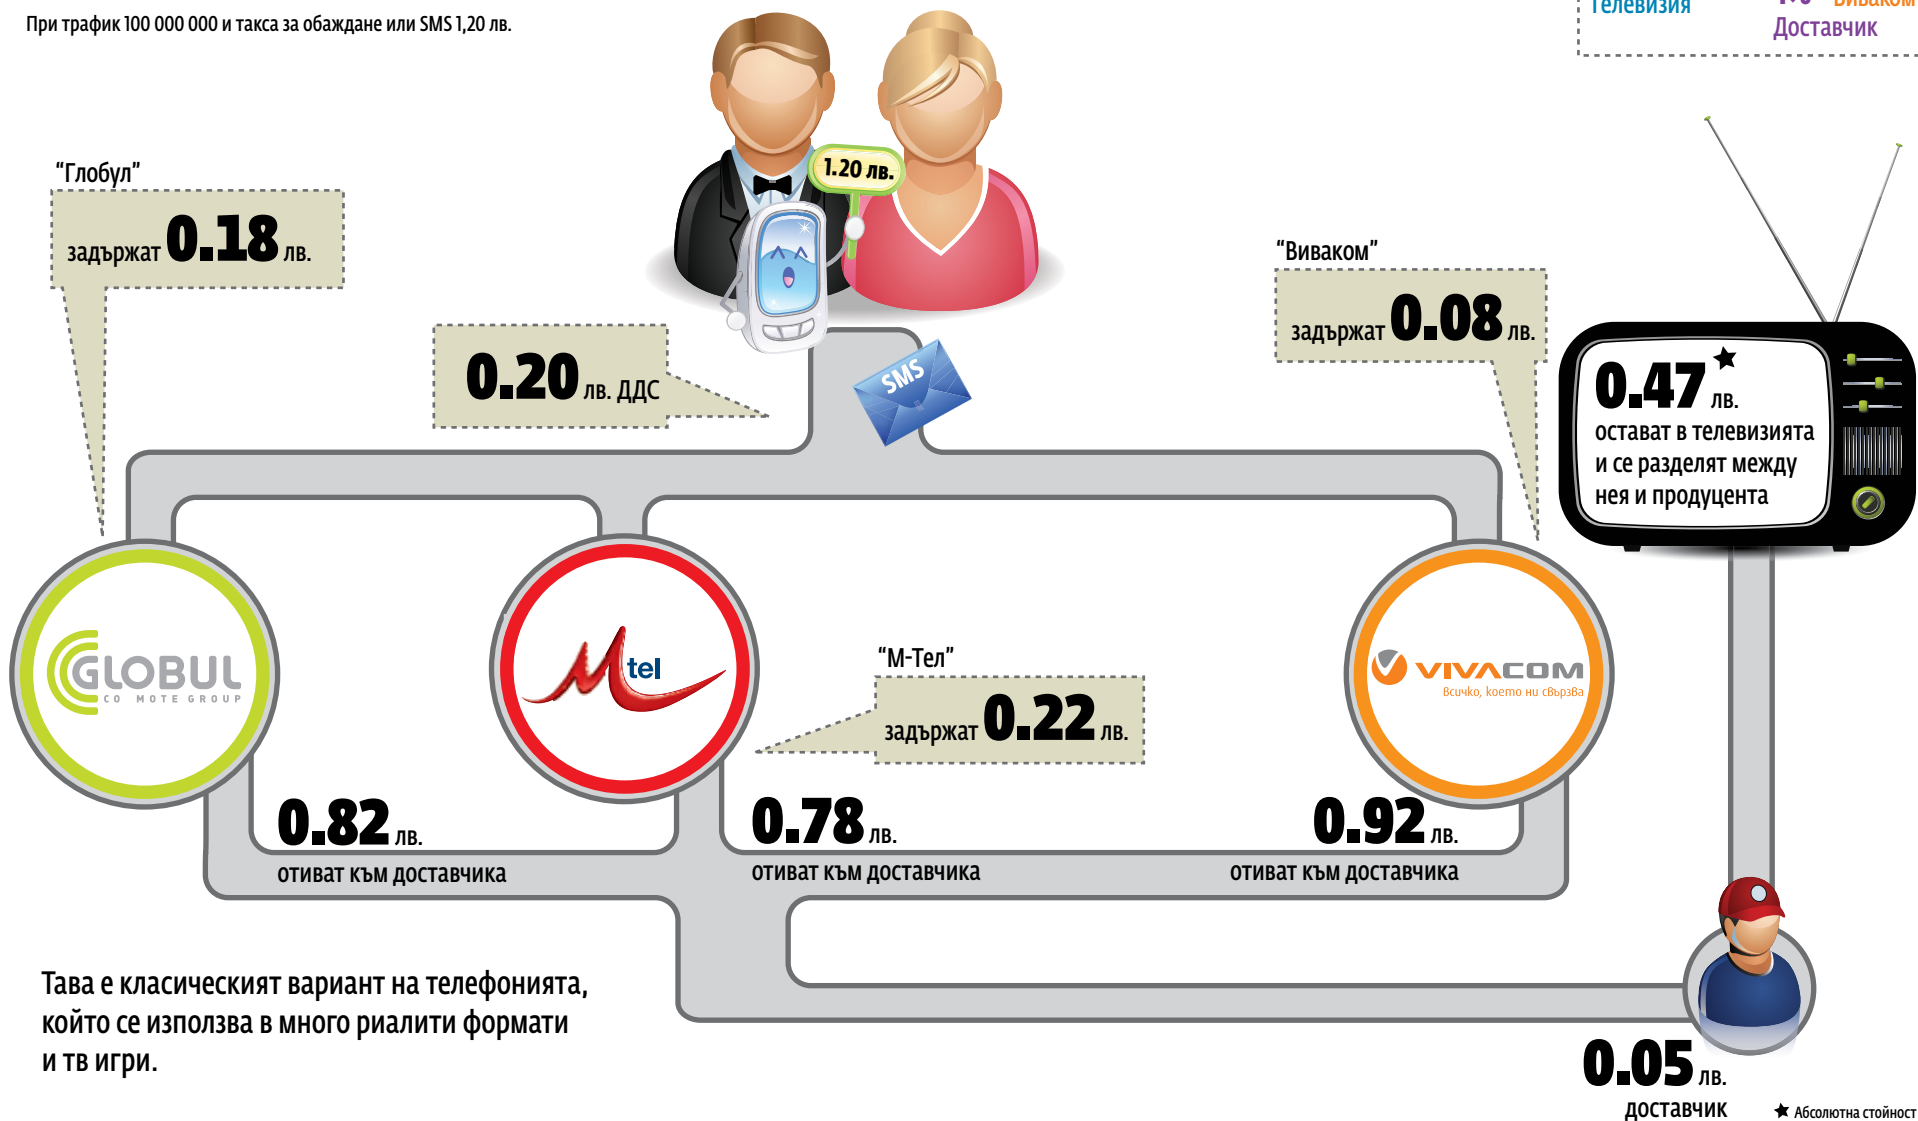 При трафик 100 000 000 и такса за обаждане или SMS 1,20 лв.
Телевизия
Виваком
Доставчик
1.20 лв.
“Глобул”
задържат 0.18 лв.
0.20 лв. ДДС
SMS
“Виваком”
задържат 0.08 лв.
0.47 лв.
остават в телевизията
и се разделят между
нея и продуцента
GLOBUL
COSMOTE GROUP
M tel
“М-Тел”
задържат 0.22 лв.
VIVACOM
Всичко, което ни свързва
0.82 лв.
отиват към доставчика
0.78 лв.
отиват към доставчика
0.92 лв.
отиват към доставчика
Тава е класическият вариант на телефонията,
който се използва в много риалити формати
и тв игри.
0.05 лв.
доставчик
★ Абсолютна стойност